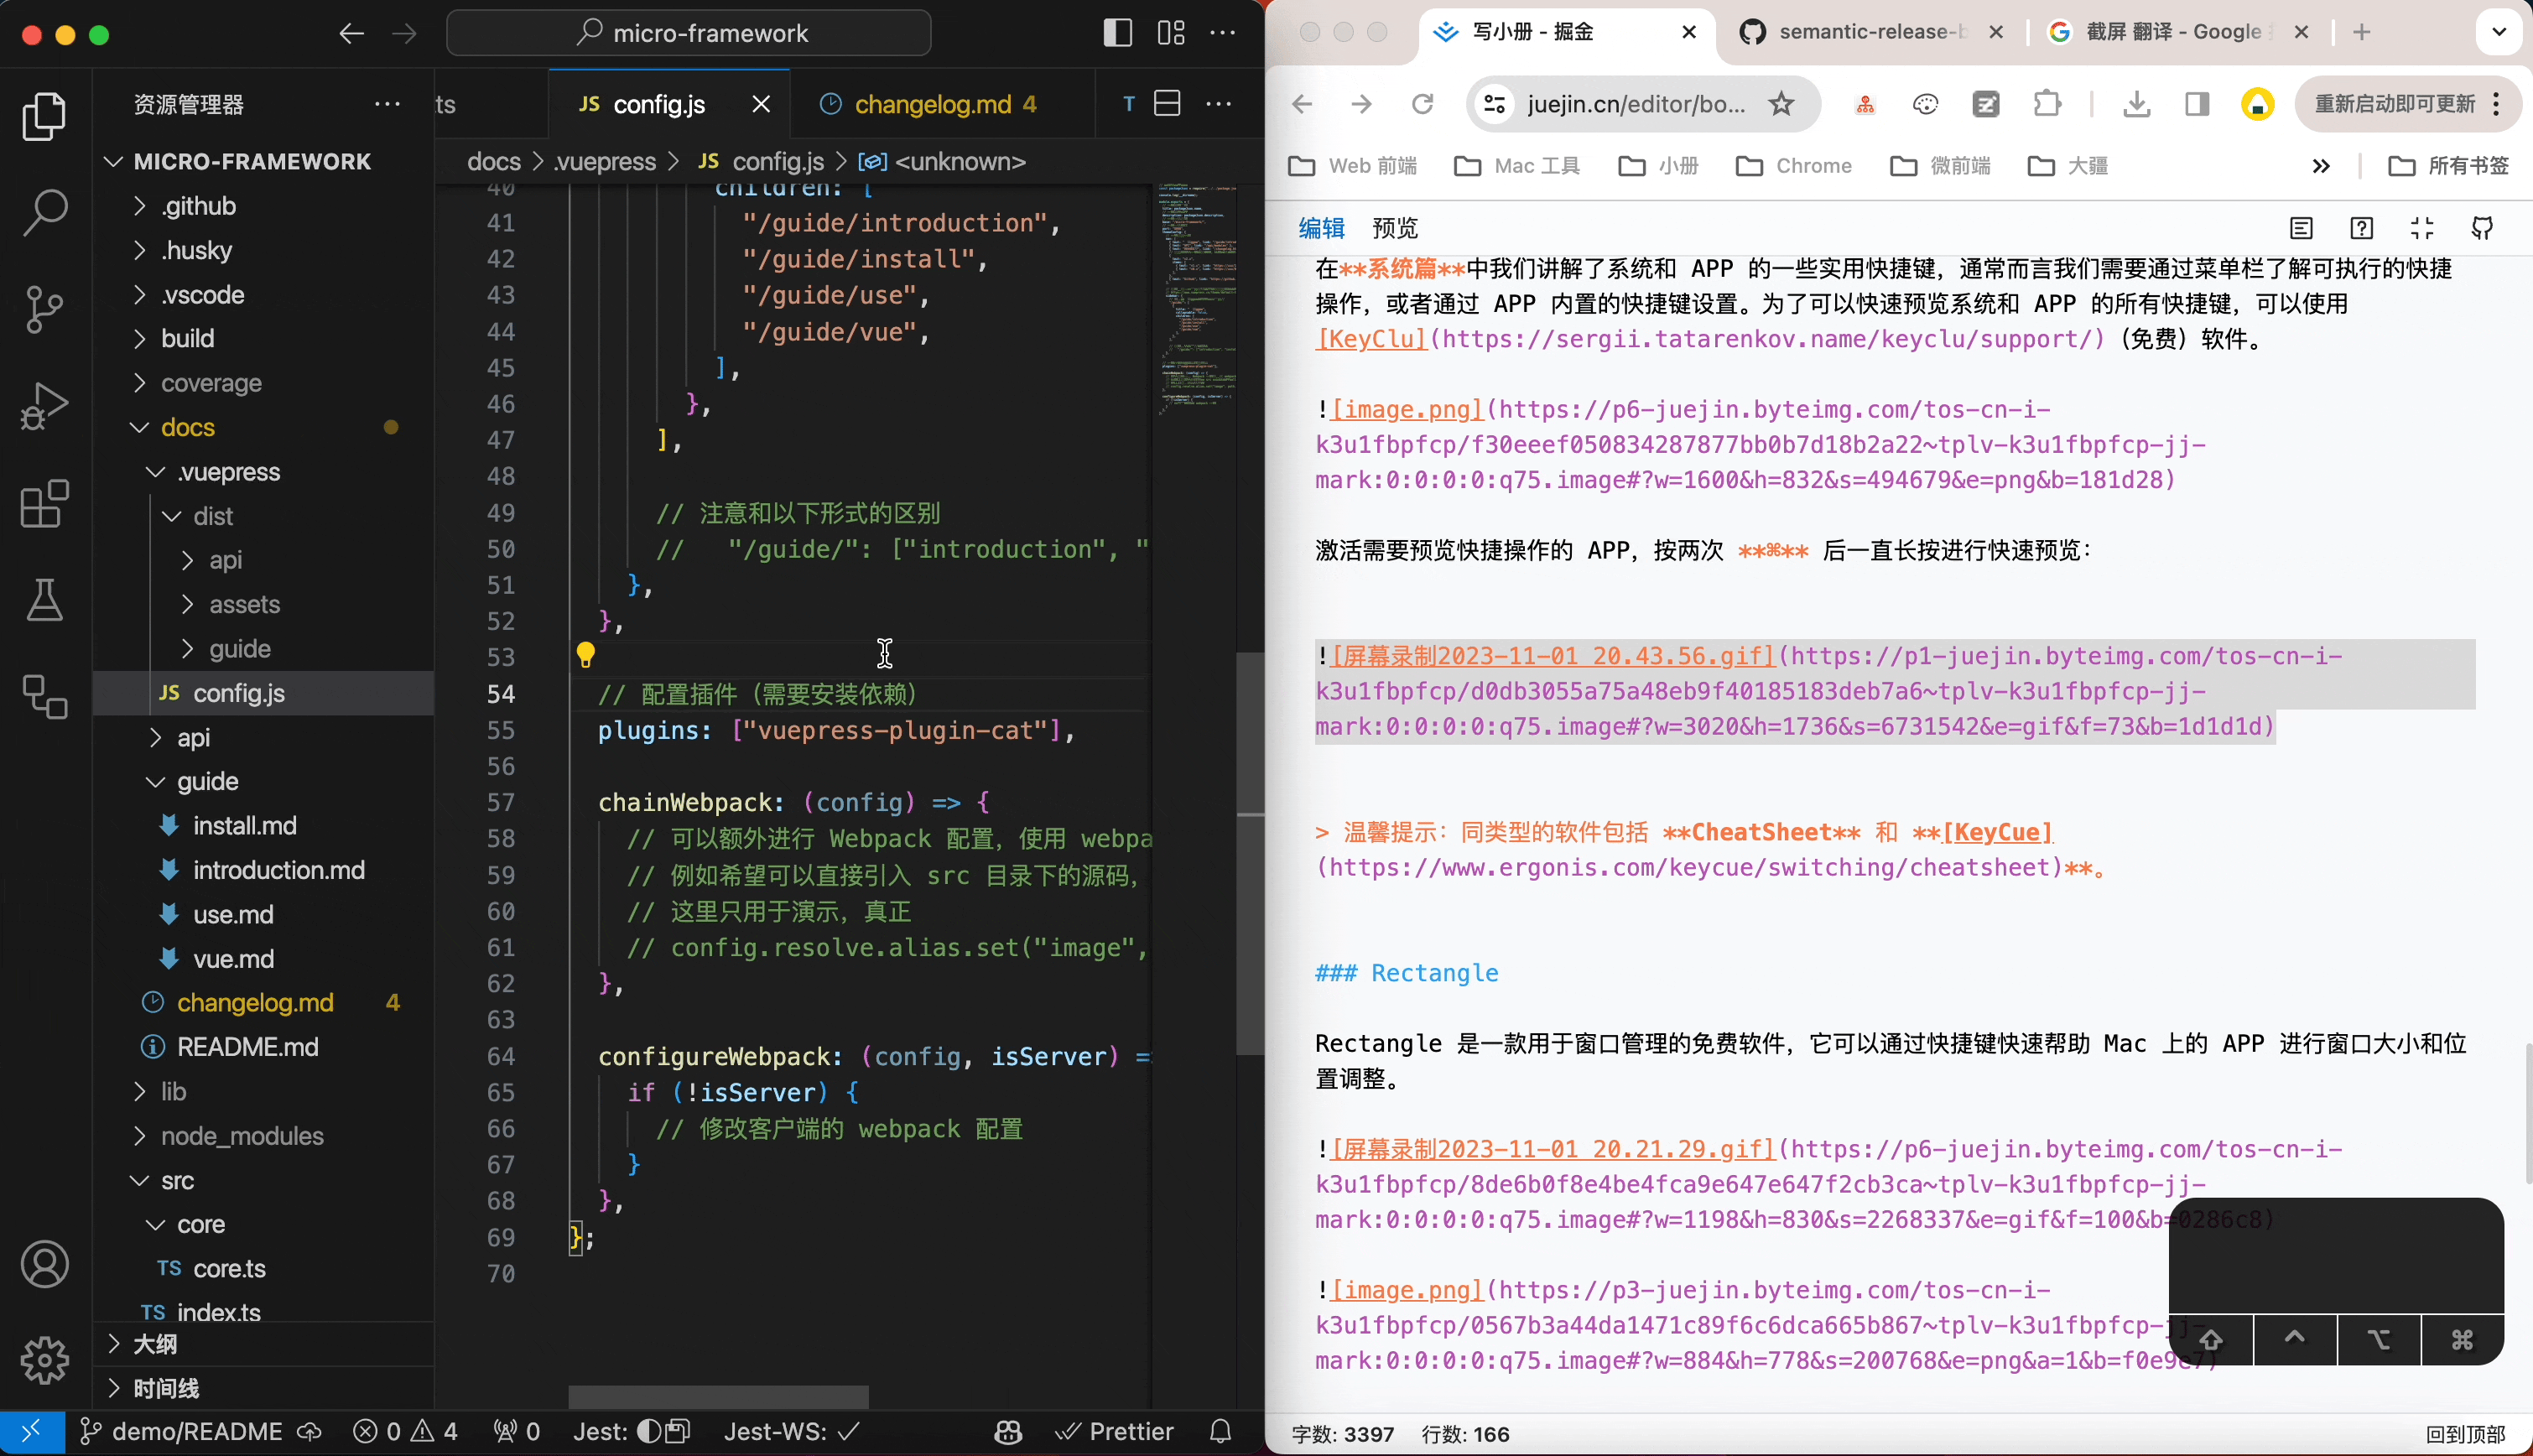 micro-framework
资源管理器
MICRO-FRAMEWORK
.github
.husky
.vscode
build
coverage
docs
.vuepress
dist
api
assets
guide
JS config.js
api
guide
install.md
introduction.md
use.md
vue.md
changelog.md 4
README.md
lib
node_modules
src
core
TS core.ts
TS index.ts
大纲
时间线
ts
JS config.js
changelog.md 4
T
docs > .vuepress > JS config.js > <unknown>
40 children: [
41 "/guide/introduction",
42 "/guide/install",
43 "/guide/use",
44 "/guide/vue",
45 ],
46 },
47 ],
48
49 // 注意和以下形式的区别
50 // "/guide/": ["introduction", "
51 },
52 },
53
54 // 配置插件（需要安装依赖）
55 plugins: ["vuepress-plugin-cat"],
56
57 chainWebpack: (config) => {
58 // 可以额外进行 Webpack 配置，使用 webpa
59 // 例如希望可以直接引入 src 目录下的源码，
60 // 这里只用于演示，真正
61 // config.resolve.alias.set("image",
62 },
63
64 configureWebpack: (config, isServer) =
65 if (!isServer) {
66 // 修改客户端的 webpack 配置
67 }
68 },
69 };
70
demo/README
0
4
0
Jest:
Jest-WS:
Prettier
写小册 - 掘金
semantic-release-b
截屏 翻译 - Google
juejin.cn/editor/bo...
重新启动即可更新
Web 前端
Mac 工具
小册
Chrome
微前端
大疆
所有书签
编辑
预览
在**系统篇**中我们讲解了系统和 APP 的一些实用快捷键，通常而言我们需要通过菜单栏了解可执行的快捷
操作，或者通过 APP 内置的快捷键设置。为了可以快速预览系统和 APP 的所有快捷键，可以使用
[KeyClu](https://sergii.tatarenkov.name/keyclu/support/)（免费）软件。
![image.png](https://p6-juejin.byteimg.com/tos-cn-i-
k3u1fbpfcp/f30eeef050834287877bb0b7d18b2a22~tplv-k3u1fbpfcp-jj-
mark:0:0:0:0:q75.image#?w=1600&h=832&s=494679&e=png&b=181d28)
激活需要预览快捷操作的 APP，按两次 **⌘** 后一直长按进行快速预览：
![屏幕录制2023-11-01 20.43.56.gif](https://p1-juejin.byteimg.com/tos-cn-i-
k3u1fbpfcp/d0db3055a75a48eb9f40185183deb7a6~tplv-k3u1fbpfcp-jj-
mark:0:0:0:0:q75.image#?w=3020&h=1736&s=6731542&e=gif&f=73&b=1d1d1d)
> 温馨提示：同类型的软件包括 **CheatSheet** 和 **[KeyCue]
(https://www.ergonis.com/keycue/switching/cheatsheet)**。
### Rectangle
Rectangle 是一款用于窗口管理的免费软件，它可以通过快捷键快速帮助 Mac 上的 APP 进行窗口大小和位
置调整。
![屏幕录制2023-11-01 20.21.29.gif](https://p6-juejin.byteimg.com/tos-cn-i-
k3u1fbpfcp/8de6b0f8e4be4fca9e647e647f2cb3ca~tplv-k3u1fbpfcp-jj-
mark:0:0:0:0:q75.image#?w=1198&h=830&s=2268337&e=gif&f=100&b=0286c8)
![image.png](https://p3-juejin.byteimg.com/tos-cn-i-
k3u1fbpfcp/0567b3a44da1471c89f6c6dca665b867~tplv-k3u1fbpfcp-jj-
mark:0:0:0:0:q75.image#?w=884&h=778&s=200768&e=png&a=1&b=f0e9e7)
⇧ ⌃ ⌥ ⌘
字数: 3397 行数: 166
回到顶部